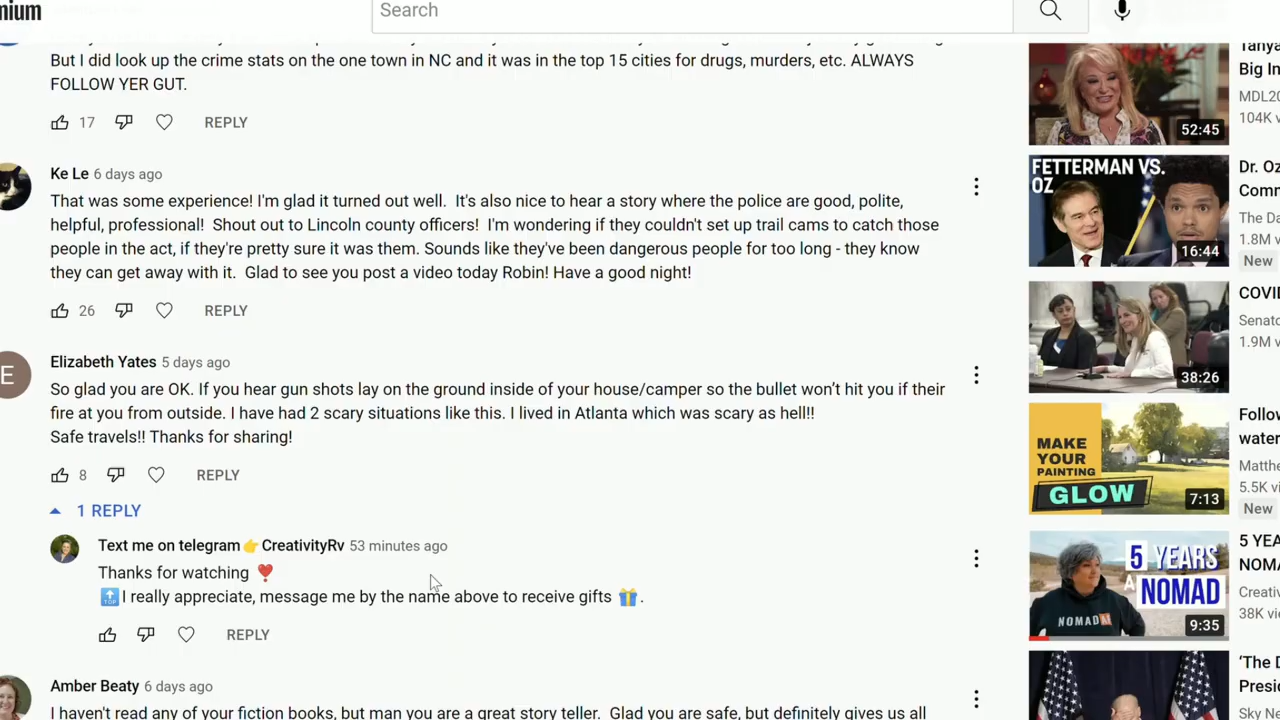 mium
Search
But I did look up the crime stats on the one town in NC and it was in the top 15 cities for drugs, murders, etc. ALWAYS
FOLLOW YER GUT.
17
REPLY
Ke Le 6 days ago
That was some experience! I'm glad it turned out well. It's also nice to hear a story where the police are good, polite,
helpful, professional! Shout out to Lincoln county officers! I'm wondering if they couldn't set up trail cams to catch those
people in the act, if they're pretty sure it was them. Sounds like they've been dangerous people for too long - they know
they can get away with it. Glad to see you post a video today Robin! Have a good night!
26
REPLY
E
Elizabeth Yates 5 days ago
So glad you are OK. If you hear gun shots lay on the ground inside of your house/camper so the bullet won’t hit you if their
fire at you from outside. I have had 2 scary situations like this. I lived in Atlanta which was scary as hell!!
Safe travels!! Thanks for sharing!
8
REPLY
1 REPLY
Text me on telegram👉CreativityRv 53 minutes ago
Thanks for watching ❣️
🔝I really appreciate, message me by the name above to receive gifts 🎁.
REPLY
Amber Beaty 6 days ago
I haven't read any of your fiction books, but man you are a great story teller. Glad you are safe, but definitely gives us all
Tanya
Big In
MDL20
104K v
52:45
FETTERMAN VS.
OZ
16:44
Dr. Oz
Comm
The Da
1.8M v
New
38:26
COVID
Senato
1.9M v
MAKE
YOUR
PAINTING
GLOW
7:13
Follow
water
Matthe
5.5K vi
New
5 YEARS
A
NOMAD
NOMAD
9:35
5 YEA
NOMA
Creativ
38K vie
‘The D
Presid
Sky Ne